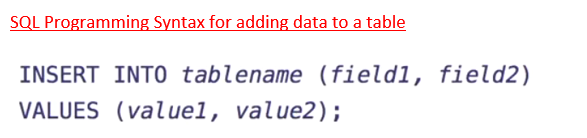 SQL Programming Syntax for adding data to a table
INSERT INTO tablename (field1, field2)
VALUES (value1, value2);